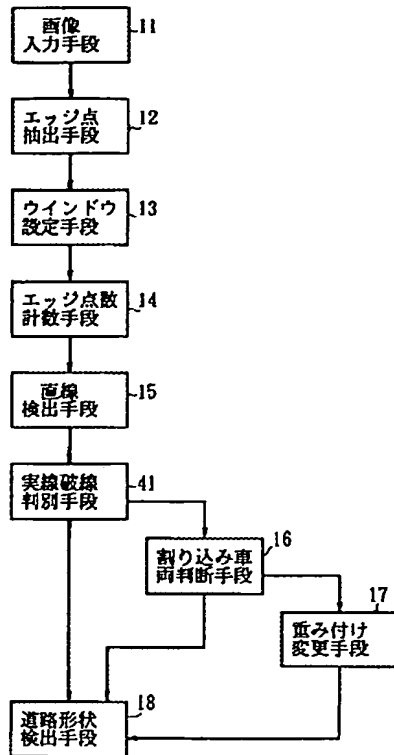 画像
入力手段
11
エッジ点
抽出手段
12
ウインドウ
設定手段
13
エッジ点数
計数手段
14
直線
検出手段
15
実線破線
判別手段
41
割り込み車
両判断手段
16
重み付け
変更手段
17
道路形状
検出手段
18